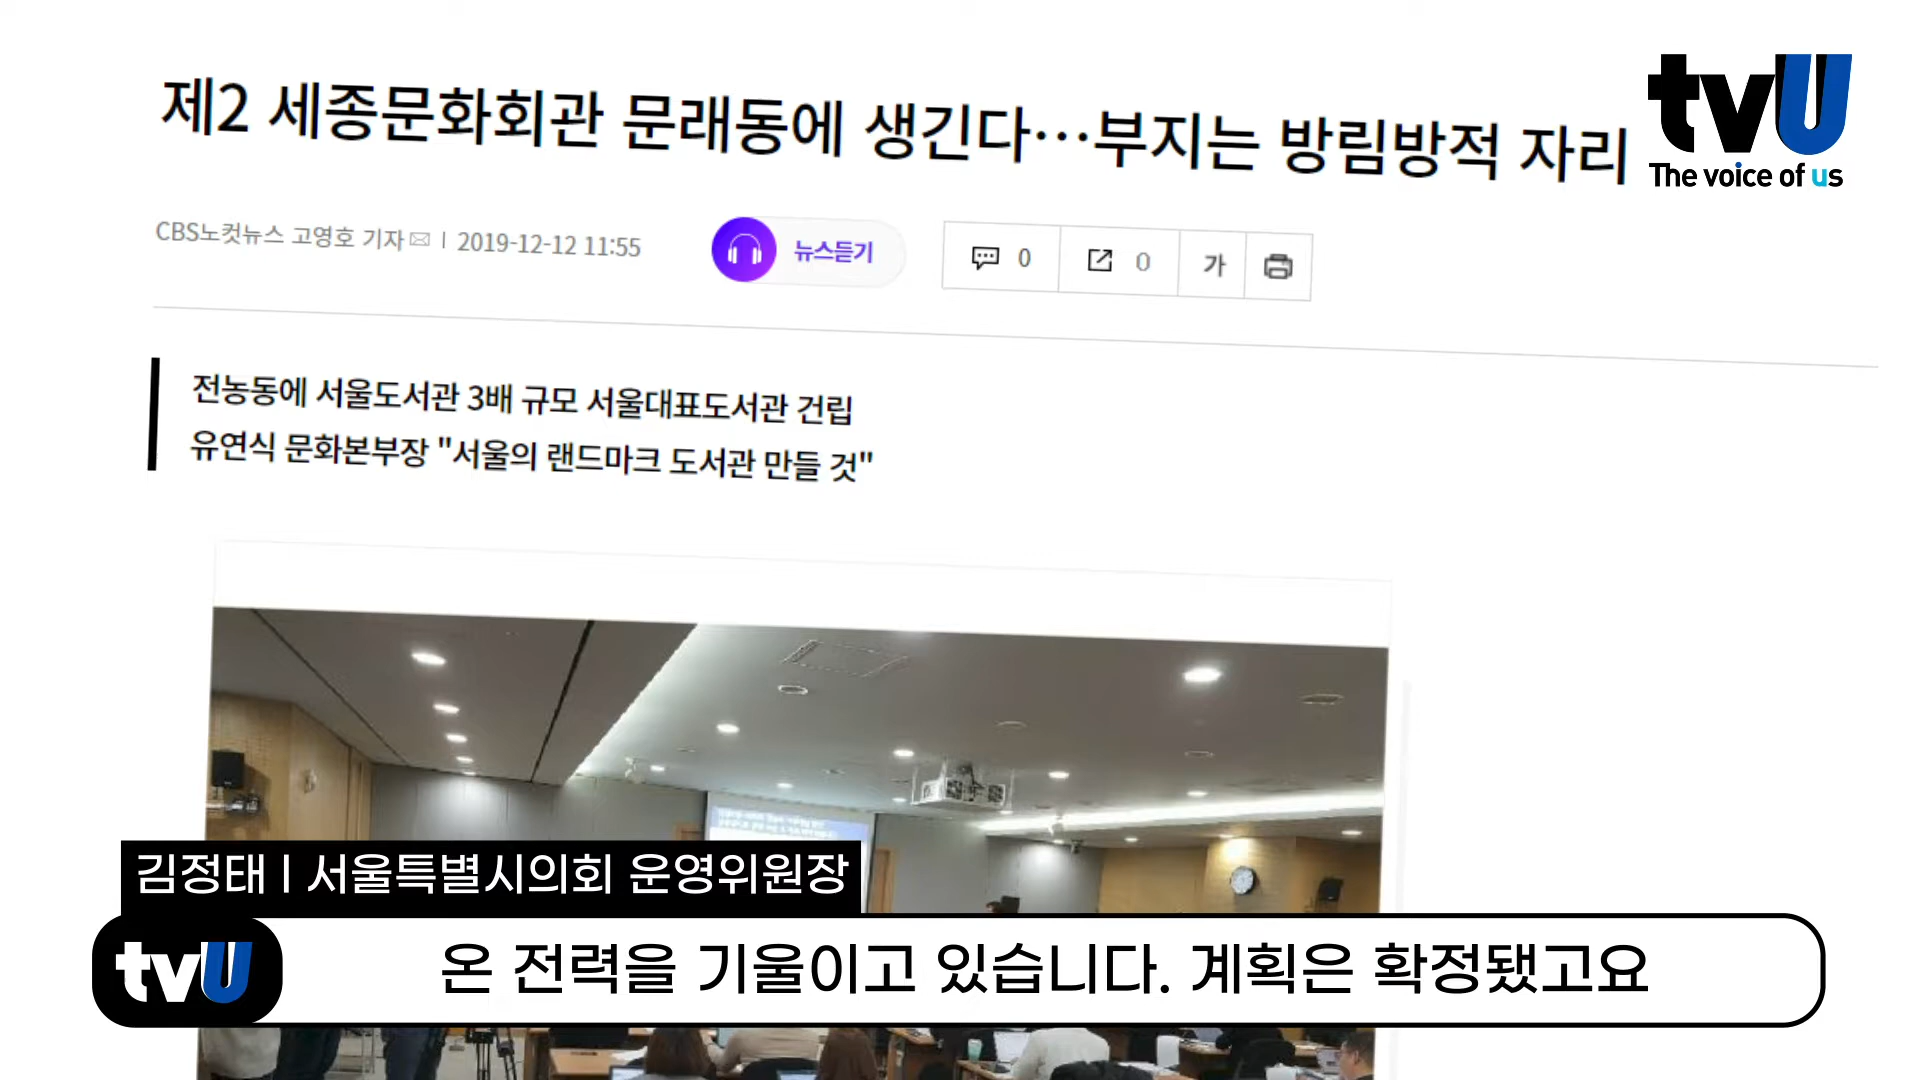 제2 세종문화회관 문래동에 생긴다…부지는 방림방적 자리
tvU
The voice of us
CBS노컷뉴스 고영호 기자 | 2019-12-12 11:55
뉴스듣기
0
0
가
전농동에 서울도서관 3배 규모 서울대표도서관 건립
유연식 문화본부장 "서울의 랜드마크 도서관 만들 것"
김정태 | 서울특별시의회 운영위원장
tvU
온 전력을 기울이고 있습니다. 계획은 확정됐고요